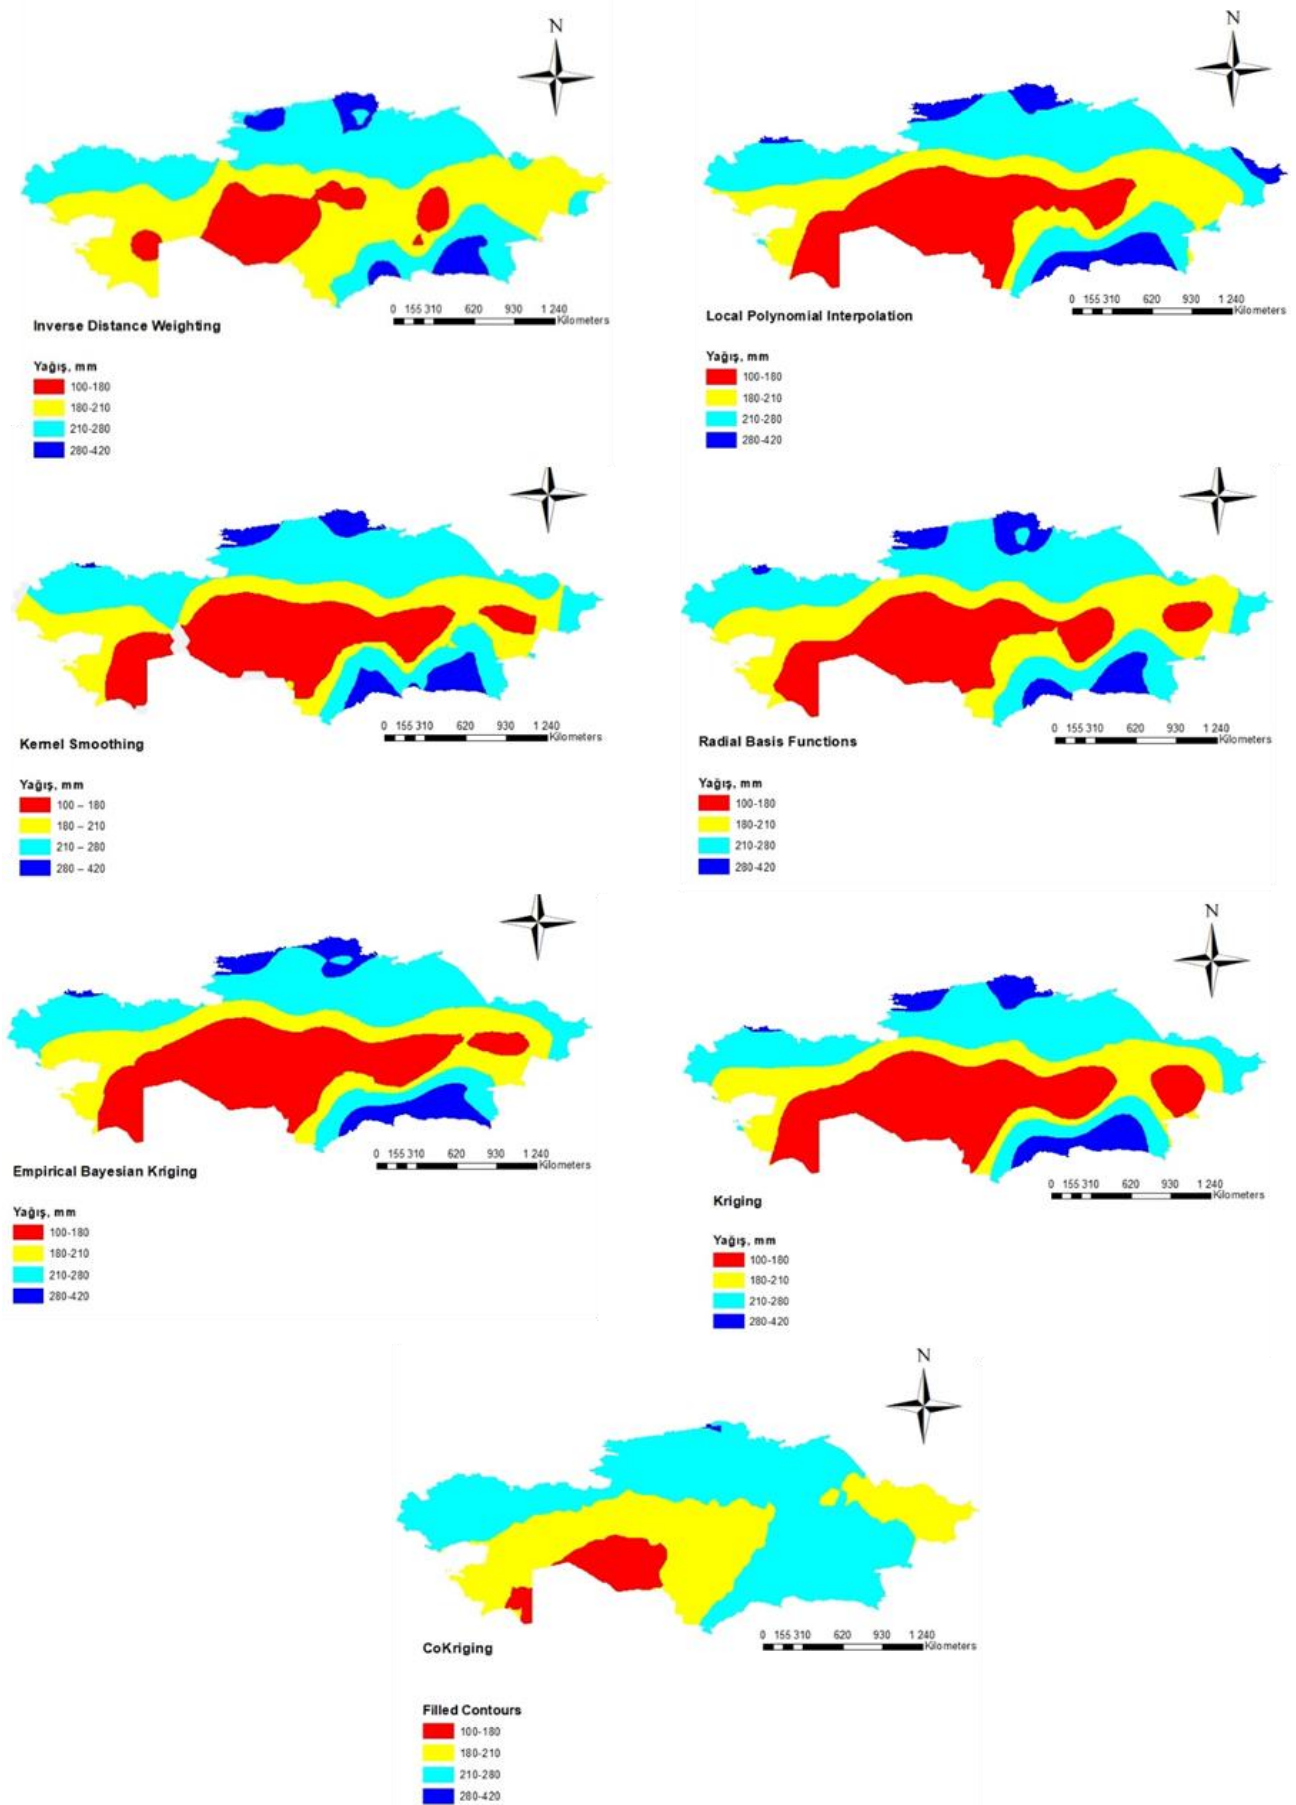 N
0 155 310 620 930 1 240
Kilometers
Inverse Distance Weighting
Yağış, mm
100-180
180-210
210-280
280-420
N
0 155 310 620 930 1 240
Kilometers
Local Polynomial Interpolation
Yağış, mm
100-180
180-210
210-280
280-420
0 155 310 620 930 1 240
Kilometers
Kernel Smoothing
Yağış, mm
100 – 180
180 – 210
210 – 280
280 – 420
0 155 310 620 930 1 240
Kilometers
Radial Basis Functions
Yağış, mm
100-180
180-210
210-280
280-420
0 155 310 620 930 1 240
Kilometers
Empirical Bayesian Kriging
Yağış, mm
100-180
180-210
210-280
280-420
N
0 155 310 620 930 1 240
Kilometers
Kriging
Yağış, mm
100-180
180-210
210-280
280-420
N
0 155 310 620 930 1 240
Kilometers
CoKriging
Filled Contours
100-180
180-210
210-280
280-420